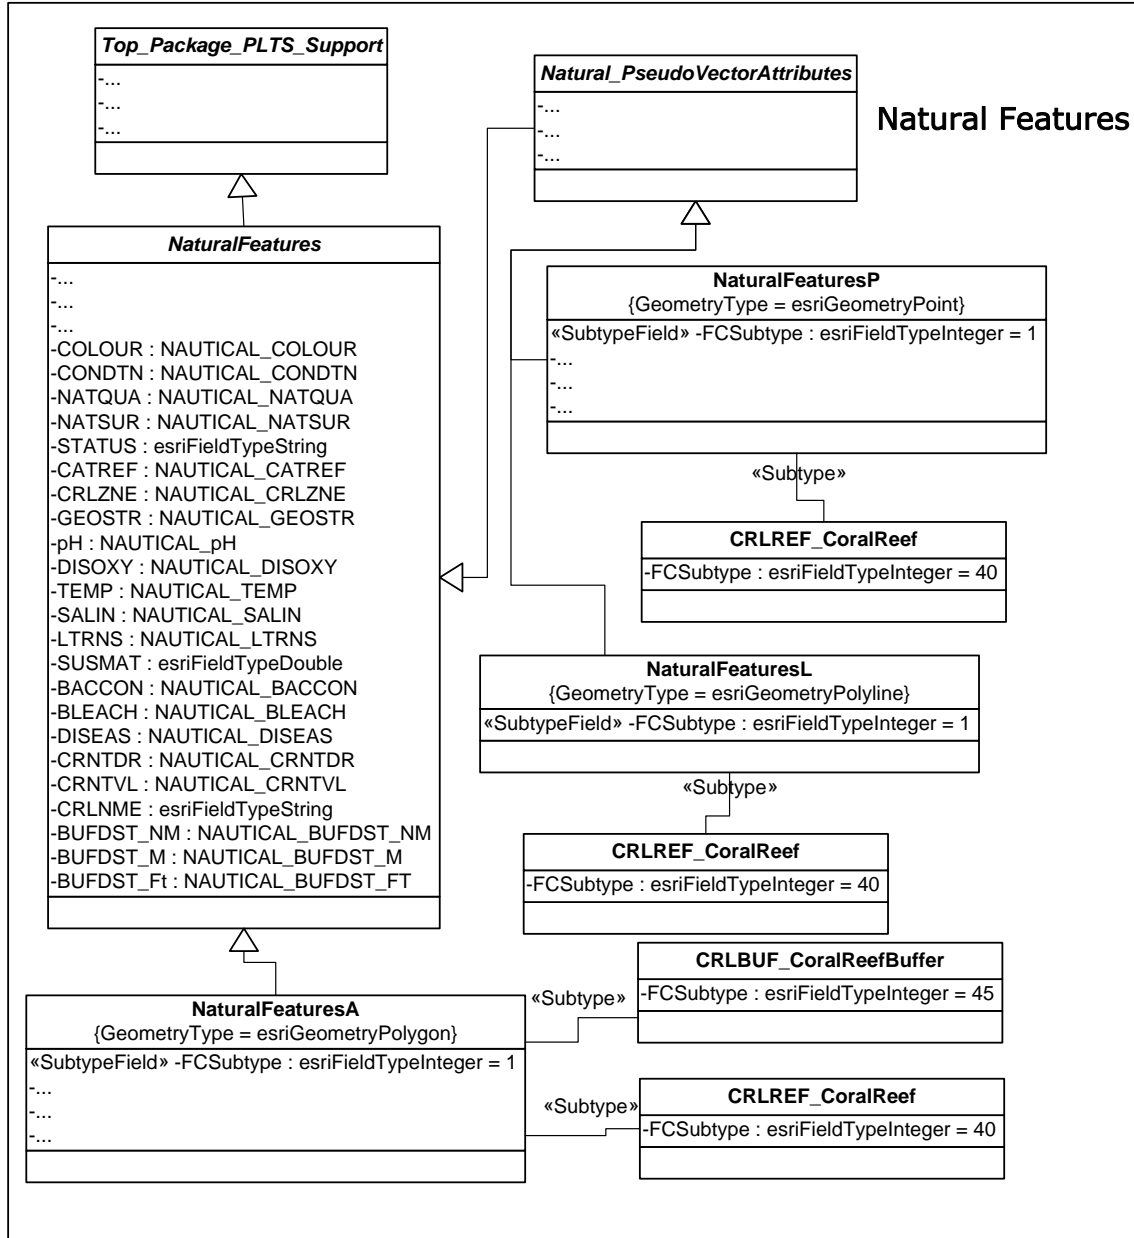 Top_Package_PLTS_Support
-...
-...
-...
Natural_PseudoVectorAttributes
-...
-...
-...
Natural Features
NaturalFeatures
-...
-...
-...
-COLOUR : NAUTICAL_COLOUR
-CONDTN : NAUTICAL_CONDTN
-NATQUA : NAUTICAL_NATQUA
-NATSUR : NAUTICAL_NATSUR
-STATUS : esriFieldTypeString
-CATREF : NAUTICAL_CATREF
-CRLZNE : NAUTICAL_CRLZNE
-GEOSTR : NAUTICAL_GEOSTR
-pH : NAUTICAL_pH
-DISOXY : NAUTICAL_DISOXY
-TEMP : NAUTICAL_TEMP
-SALIN : NAUTICAL_SALIN
-LTRNS : NAUTICAL_LTRNS
-SUSMAT : esriFieldTypeDouble
-BACCON : NAUTICAL_BACCON
-BLEACH : NAUTICAL_BLEACH
-DISEAS : NAUTICAL_DISEAS
-CRNTDR : NAUTICAL_CRNTDR
-CRNTVL : NAUTICAL_CRNTVL
-CRLNME : esriFieldTypeString
-BUFDST_NM : NAUTICAL_BUFDST_NM
-BUFDST_M : NAUTICAL_BUFDST_M
-BUFDST_Ft : NAUTICAL_BUFDST_FT
NaturalFeaturesP
{GeometryType = esriGeometryPoint}
«SubtypeField» -FCSubtype : esriFieldTypeInteger = 1
-...
-...
-...
«Subtype»
CRLREF_CoralReef
-FCSubtype : esriFieldTypeInteger = 40
NaturalFeaturesL
{GeometryType = esriGeometryPolyline}
«SubtypeField» -FCSubtype : esriFieldTypeInteger = 1
«Subtype»
CRLREF_CoralReef
-FCSubtype : esriFieldTypeInteger = 40
NaturalFeaturesA
{GeometryType = esriGeometryPolygon}
«SubtypeField» -FCSubtype : esriFieldTypeInteger = 1
-...
-...
-...
«Subtype»
CRLBUF_CoralReefBuffer
-FCSubtype : esriFieldTypeInteger = 45
«Subtype»
CRLREF_CoralReef
-FCSubtype : esriFieldTypeInteger = 40